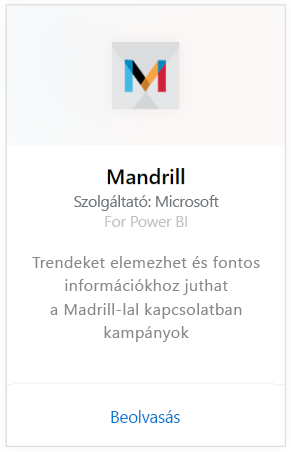 Mandrill
Szolgáltató: Microsoft
For Power BI
Trendeket elemezhet és fontos
információkhoz juthat
a Madrill-lal kapcsolatban
kampányok
Beolvasás